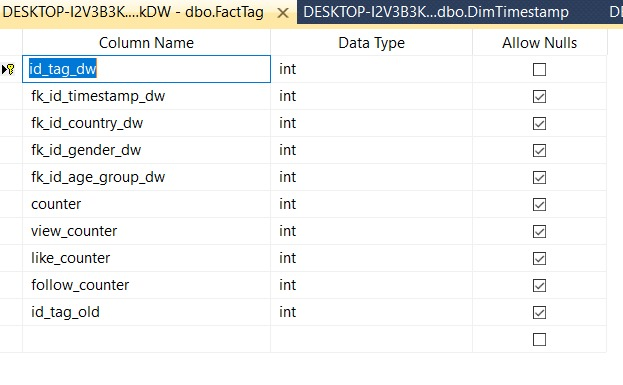 DESKTOP-I2V3B3K....kDW - dbo.FactTag DESKTOP-I2V3B3K...dbo.DimTimestamp DE
Column Name Data Type Allow Nulls
id_tag_dw int
fk_id_timestamp_dw int
fk_id_country_dw int
fk_id_gender_dw int
fk_id_age_group_dw int
counter int
view_counter int
like_counter int
follow_counter int
id_tag_old int